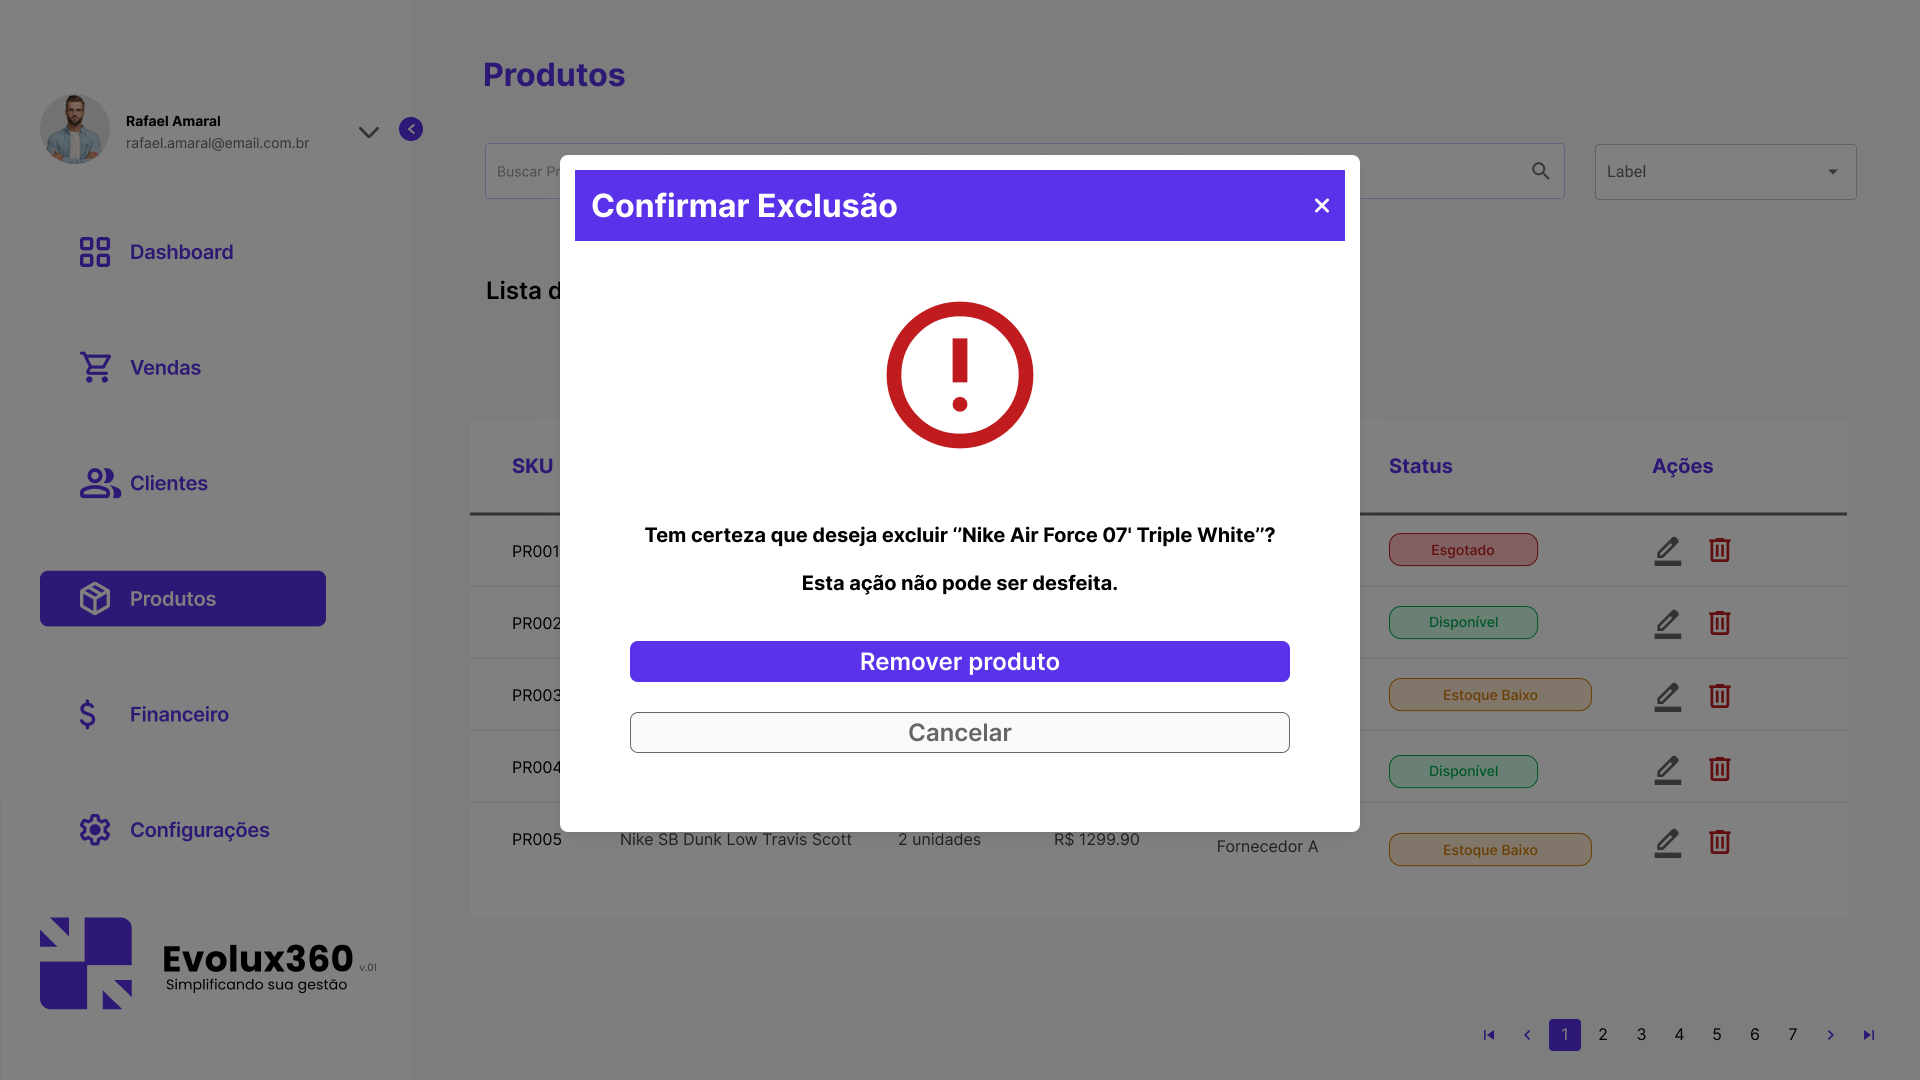 Produtos
Rafael Amaral
rafael.amaral@email.com.br
Buscar Pr
Label
Confirmar Exclusão
Dashboard
Lista d
Vendas
SKU
Status
Ações
Clientes
Tem certeza que deseja excluir ‘’Nike Air Force 07' Triple White’’?
PR001
Esgotado
Esta ação não pode ser desfeita.
Produtos
PR002
Disponível
Remover produto
PR003
Estoque Baixo
Financeiro
Cancelar
PR004
Disponível
Configurações
PR005 Nike SB Dunk Low Travis Scott 2 unidades R$ 1299.90 Fornecedor A Estoque Baixo
Evolux360 v.01
Simplificando sua gestão
1 2 3 4 5 6 7